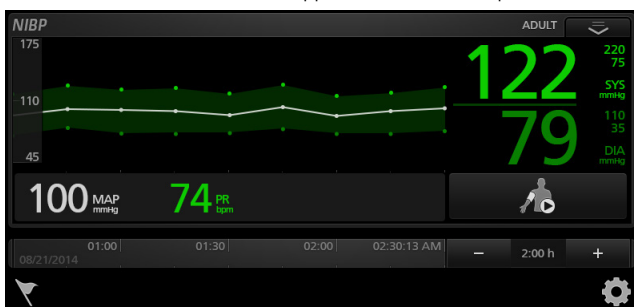 NIBP ADULT
175
110
45
122
220
75
SYS
mmHg
79
110
35
DIA
mmHg
100 MAP
mmHg
74 PR
bpm
01:00 01:30 02:00 02:30:13 AM
08/21/2014
− 2:00 h +